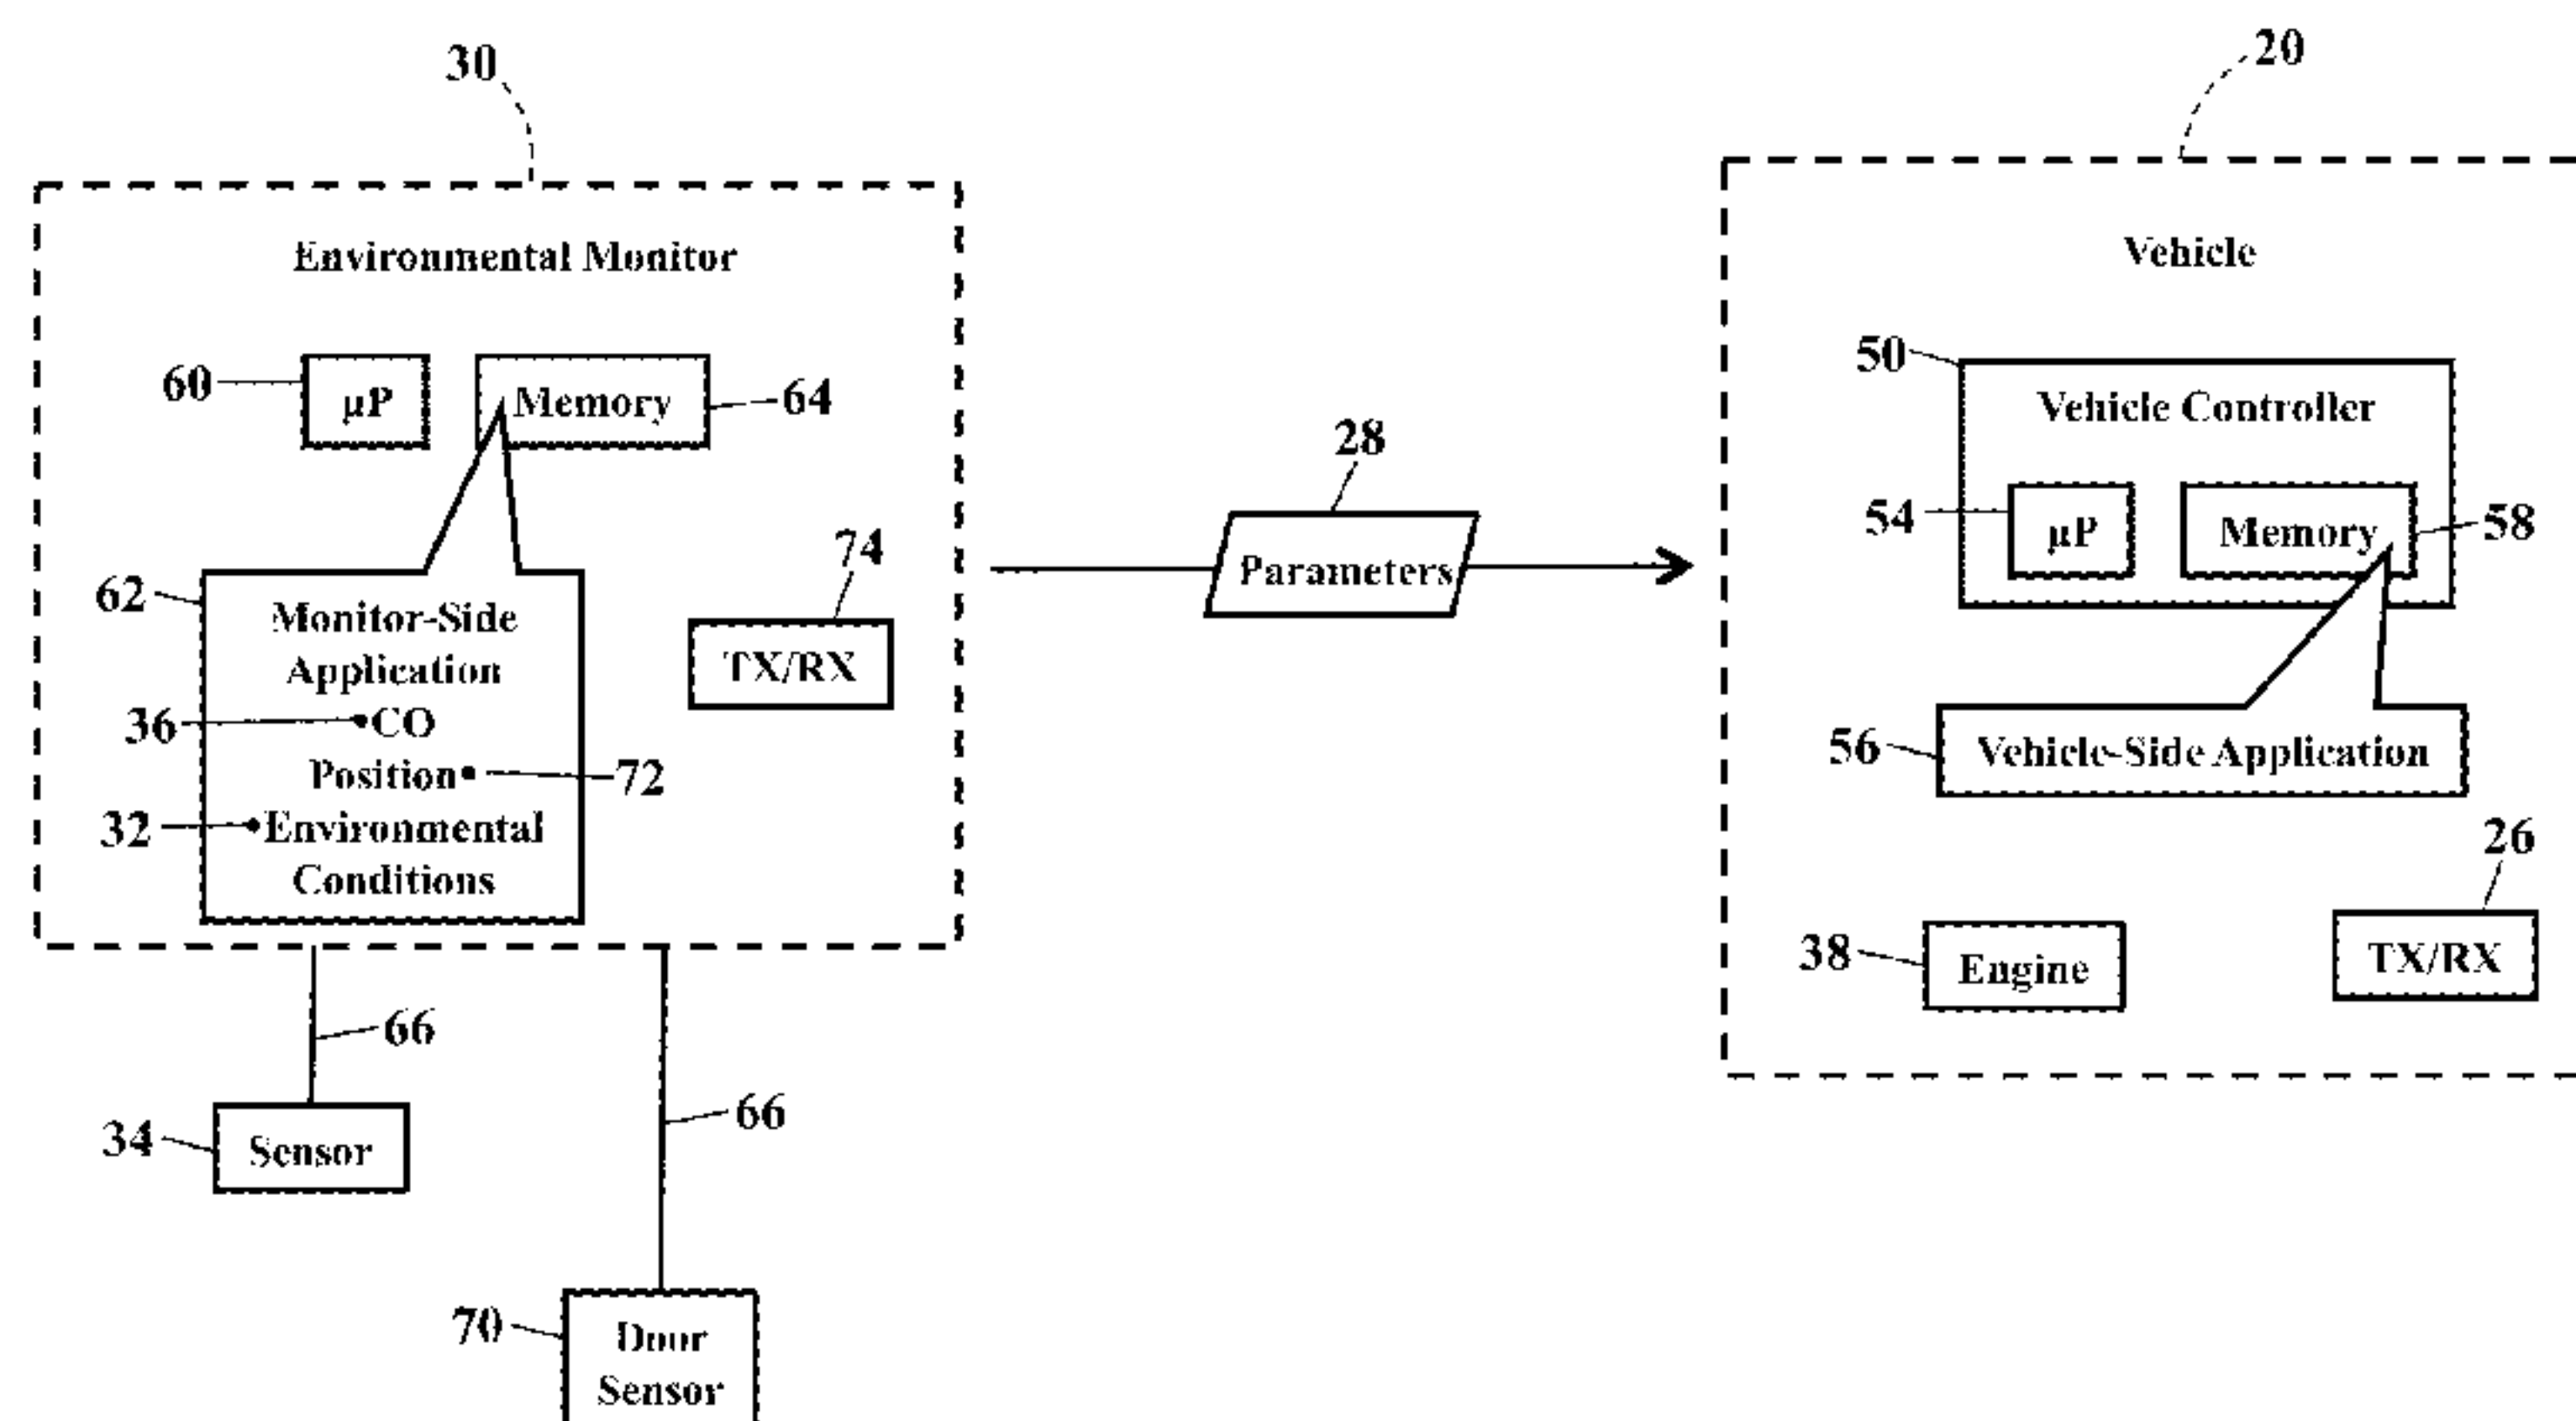 30
20
Environmental Monitor
Vehicle
60
µP
Memory
64
50
Vehicle Controller
28
54
µP
Memory
58
74
Parameters
62
Monitor-Side
Application
TX/RX
36
CO
56
Vehicle-Side Application
Position
72
32
Environmental
Conditions
26
38
Engine
TX/RX
66
66
34
Sensor
70
Door
Sensor